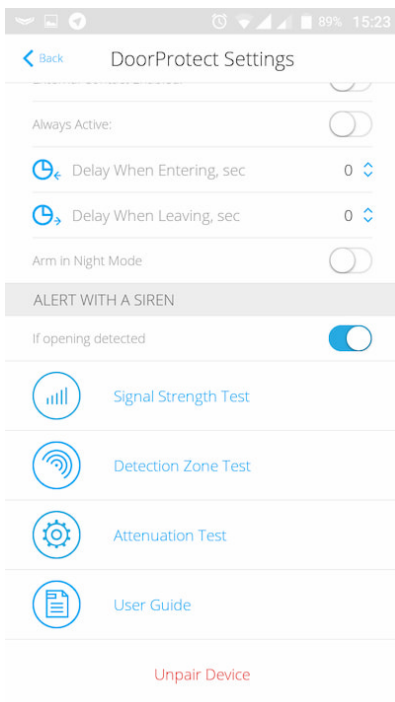 89% 15:23
Back DoorProtect Settings
Always Active:
Delay When Entering, sec 0
Delay When Leaving, sec 0
Arm in Night Mode
ALERT WITH A SIREN
If opening detected
Signal Strength Test
Detection Zone Test
Attenuation Test
User Guide
Unpair Device